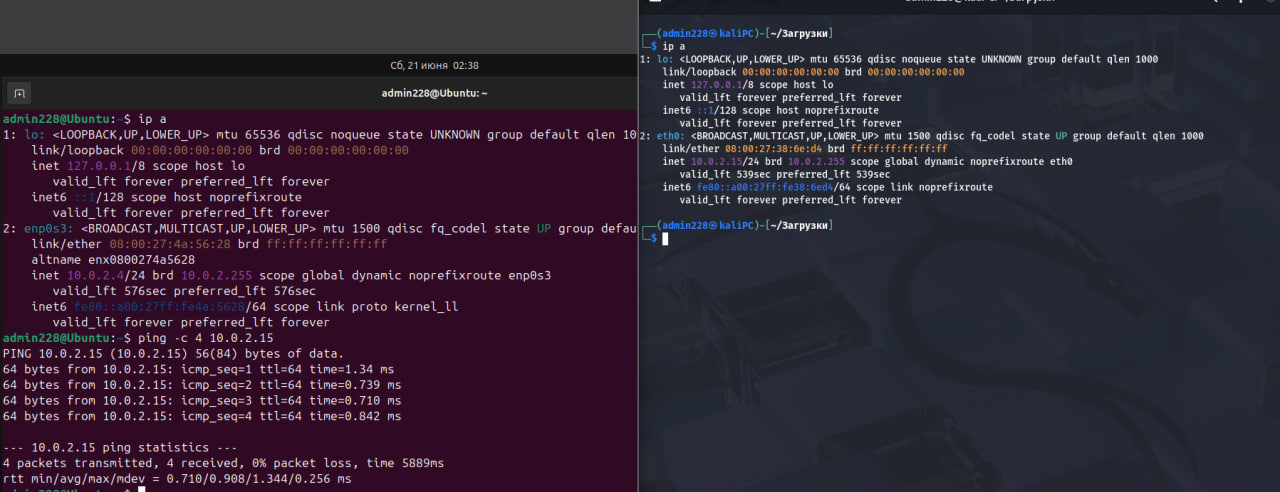 Сб, 21 июня 02:38
admin228@Ubuntu: ~
admin228@Ubuntu:~$ ip a
1: lo: <LOOPBACK,UP,LOWER_UP> mtu 65536 qdisc noqueue state UNKNOWN group default qlen 10
link/loopback 00:00:00:00:00:00 brd 00:00:00:00:00:00
inet 127.0.0.1/8 scope host lo
valid_lft forever preferred_lft forever
inet6 ::1/128 scope host noprefixroute
valid_lft forever preferred_lft forever
2: enp0s3: <BROADCAST,MULTICAST,UP,LOWER_UP> mtu 1500 qdisc fq_codel state UP group defau
link/ether 08:00:27:4a:56:28 brd ff:ff:ff:ff:ff:ff
altname enx0800274a5628
inet 10.0.2.4/24 brd 10.0.2.255 scope global dynamic noprefixroute enp0s3
valid_lft 576sec preferred_lft 576sec
inet6 fe80::a00:27ff:fe4a:5628/64 scope link proto kernel_ll
valid_lft forever preferred_lft forever
admin228@Ubuntu:~$ ping -c 4 10.0.2.15
PING 10.0.2.15 (10.0.2.15) 56(84) bytes of data.
64 bytes from 10.0.2.15: icmp_seq=1 ttl=64 time=1.34 ms
64 bytes from 10.0.2.15: icmp_seq=2 ttl=64 time=0.739 ms
64 bytes from 10.0.2.15: icmp_seq=3 ttl=64 time=0.710 ms
64 bytes from 10.0.2.15: icmp_seq=4 ttl=64 time=0.842 ms
--- 10.0.2.15 ping statistics ---
4 packets transmitted, 4 received, 0% packet loss, time 5889ms
rtt min/avg/max/mdev = 0.710/0.908/1.344/0.256 ms
┌──(admin228㉿kaliPC)-[~/Загрузки]
└─$ ip a
1: lo: <LOOPBACK,UP,LOWER_UP> mtu 65536 qdisc noqueue state UNKNOWN group default qlen 1000
link/loopback 00:00:00:00:00:00 brd 00:00:00:00:00:00
inet 127.0.0.1/8 scope host lo
valid_lft forever preferred_lft forever
inet6 ::1/128 scope host noprefixroute
valid_lft forever preferred_lft forever
2: eth0: <BROADCAST,MULTICAST,UP,LOWER_UP> mtu 1500 qdisc fq_codel state UP group default qlen 1000
link/ether 08:00:27:38:6e:d4 brd ff:ff:ff:ff:ff:ff
inet 10.0.2.15/24 brd 10.0.2.255 scope global dynamic noprefixroute eth0
valid_lft 539sec preferred_lft 539sec
inet6 fe80::a00:27ff:fe38:6ed4/64 scope link noprefixroute
valid_lft forever preferred_lft forever
┌──(admin228㉿kaliPC)-[~/Загрузки]
└─$